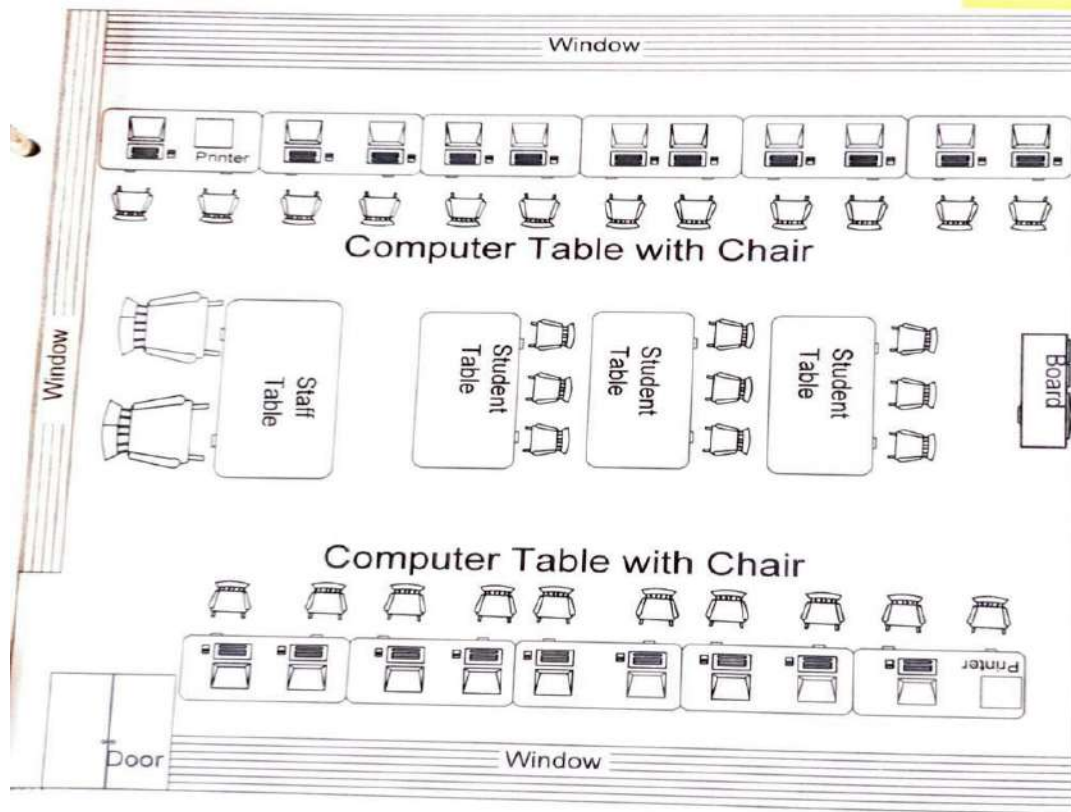 Window
Printer
Computer Table with Chair
Window
Staff
Table
Student
Table
Student
Table
Student
Table
Board
Computer Table with Chair
Printer
Door
Window